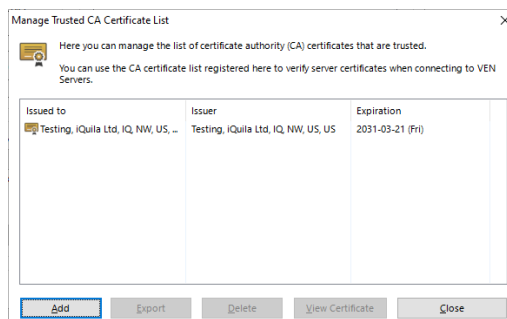 Manage Trusted CA Certificate List
Here you can manage the list of certificate authority (CA) certificates that are trusted.
You can use the CA certificate list registered here to verify server certificates when connecting to VEN
Servers.
Issued to Issuer Expiration
Testing, iQuila Ltd, IQ, NW, US, ... Testing, iQuila Ltd, IQ, NW, US, US 2031-03-21 (Fri)
Add Export Delete View Certificate Close